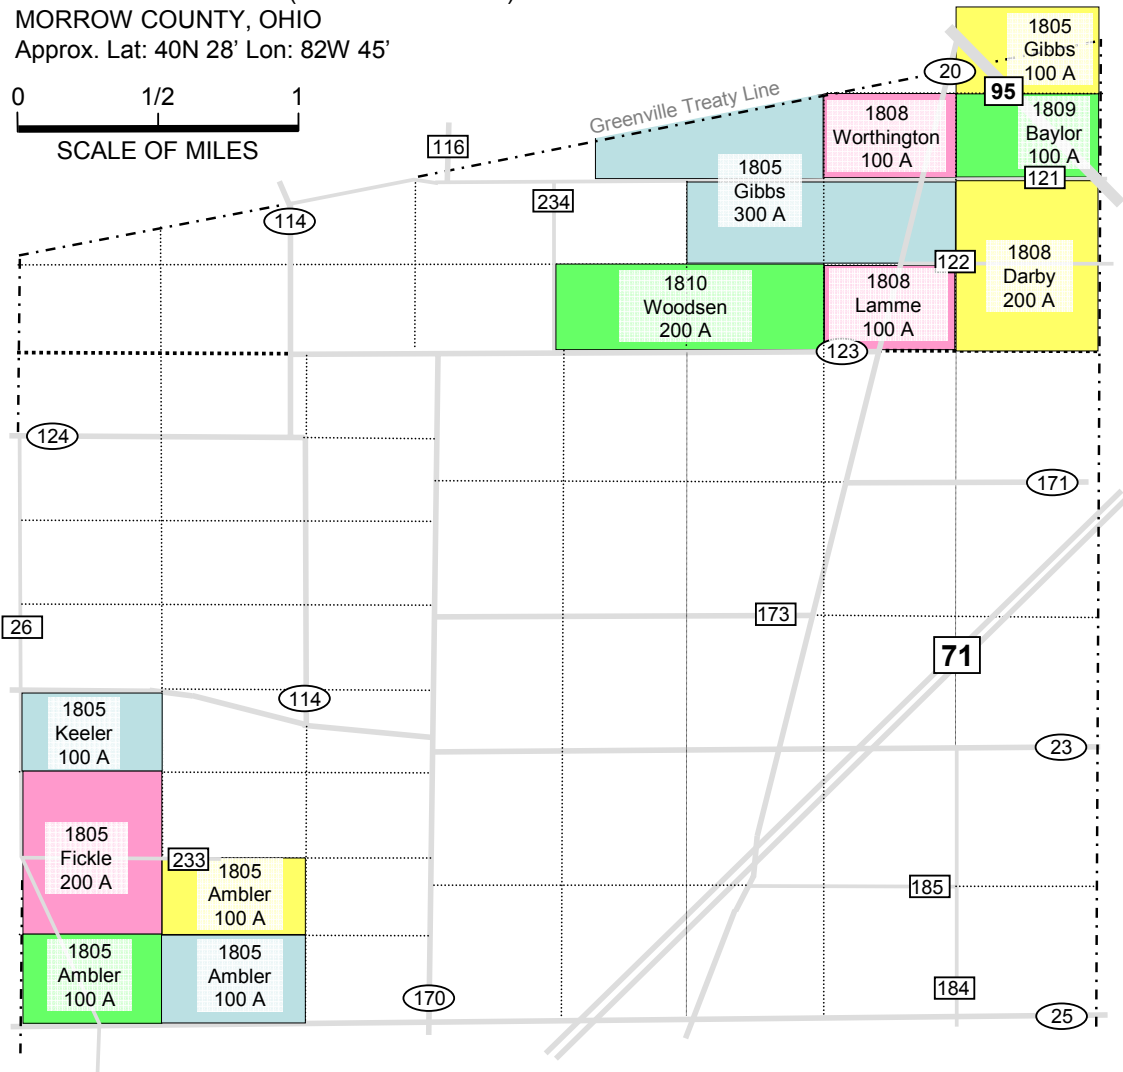 MORROW COUNTY, OHIO
Approx. Lat: 40N 28’ Lon: 82W 45’
0 1/2 1
SCALE OF MILES
Greenville Treaty Line
1805
Gibbs
100 A
20
95
1808
Worthington
100 A
1809
Baylor
100 A
116
121
1805
Gibbs
300 A
234
114
122
1808
Darby
200 A
1810
Woodsen
200 A
1808
Lamme
100 A
123
124
171
173
26
71
114
1805
Keeler
100 A
23
1805
Fickle
200 A
233
1805
Ambler
100 A
185
1805
Ambler
100 A
1805
Ambler
100 A
170
184
25